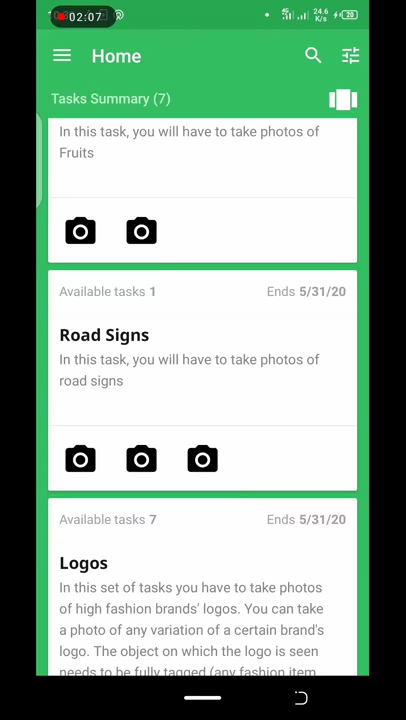 02:07
4G
24.6
K/s
20
Home
Tasks Summary (7)
In this task, you will have to take photos of
Fruits
Available tasks 1
Ends 5/31/20
Road Signs
In this task, you will have to take photos of
road signs
Available tasks 7
Ends 5/31/20
Logos
In this set of tasks you have to take photos
of high fashion brands' logos. You can take
a photo of any variation of a certain brand's
logo. The object on which the logo is seen
needs to be fully tagged (any fashion item